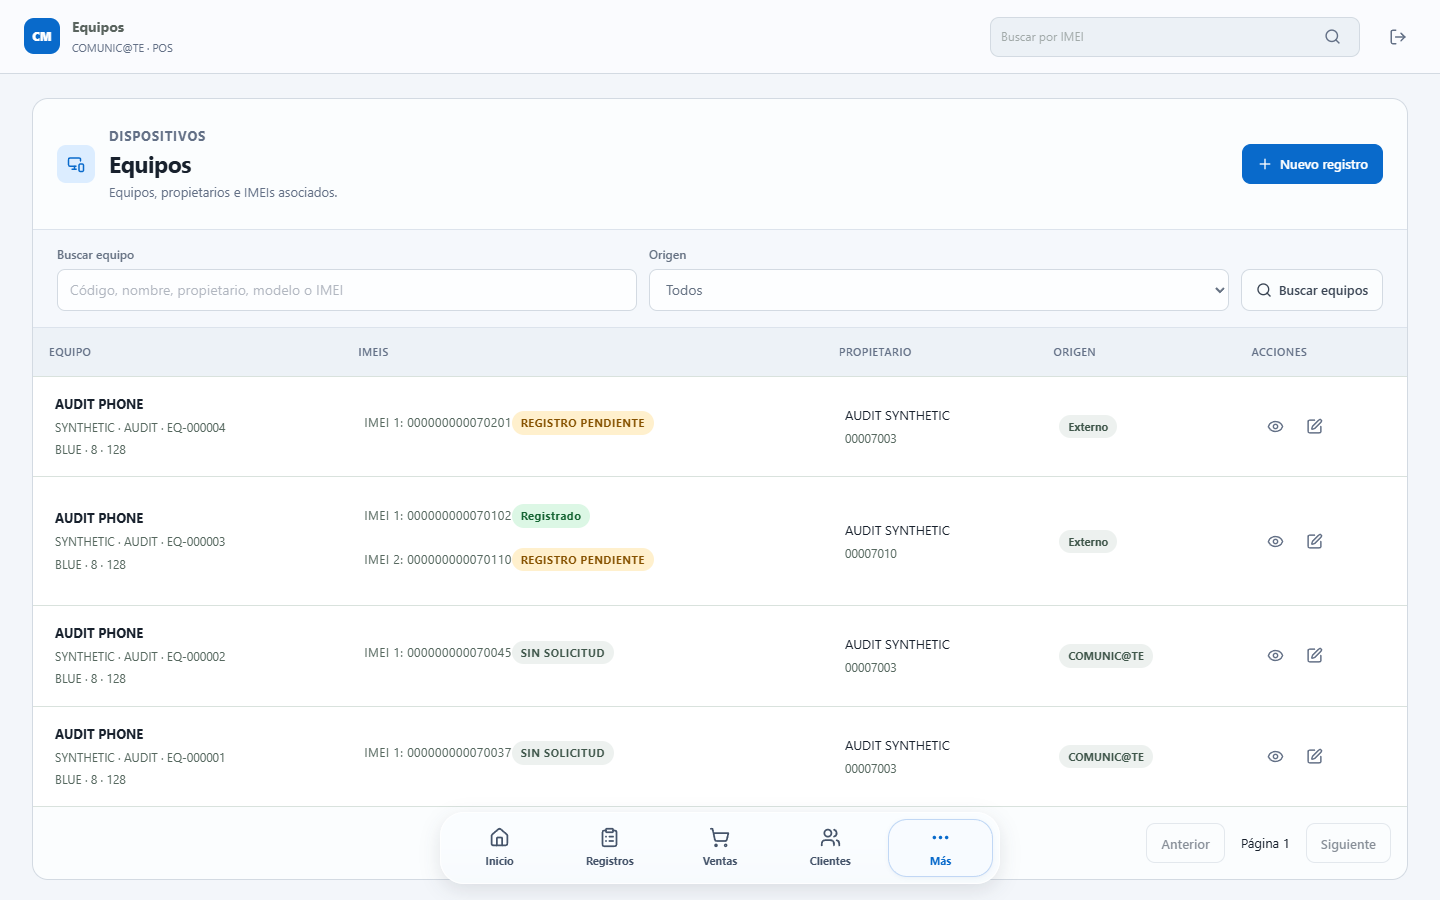 CM
Equipos
COMUNIC@TE · POS
Buscar por IMEI
DISPOSITIVOS
Equipos
Equipos, propietarios e IMEIs asociados.
Nuevo registro
Buscar equipo
Origen
Código, nombre, propietario, modelo o IMEI
Todos
Buscar equipos
EQUIPO IMEIS PROPIETARIO ORIGEN ACCIONES
AUDIT PHONE
SYNTHETIC · AUDIT · EQ-000004
BLUE · 8 · 128
IMEI 1: 000000000070201 REGISTRO PENDIENTE
AUDIT SYNTHETIC
00007003
Externo
AUDIT PHONE
SYNTHETIC · AUDIT · EQ-000003
BLUE · 8 · 128
IMEI 1: 000000000070102 Registrado
IMEI 2: 000000000070110 REGISTRO PENDIENTE
AUDIT SYNTHETIC
00007010
Externo
AUDIT PHONE
SYNTHETIC · AUDIT · EQ-000002
BLUE · 8 · 128
IMEI 1: 000000000070045 SIN SOLICITUD
AUDIT SYNTHETIC
00007003
COMUNIC@TE
AUDIT PHONE
SYNTHETIC · AUDIT · EQ-000001
BLUE · 8 · 128
IMEI 1: 000000000070037 SIN SOLICITUD
AUDIT SYNTHETIC
00007003
COMUNIC@TE
Anterior Página 1 Siguiente
Inicio Registros Ventas Clientes Más